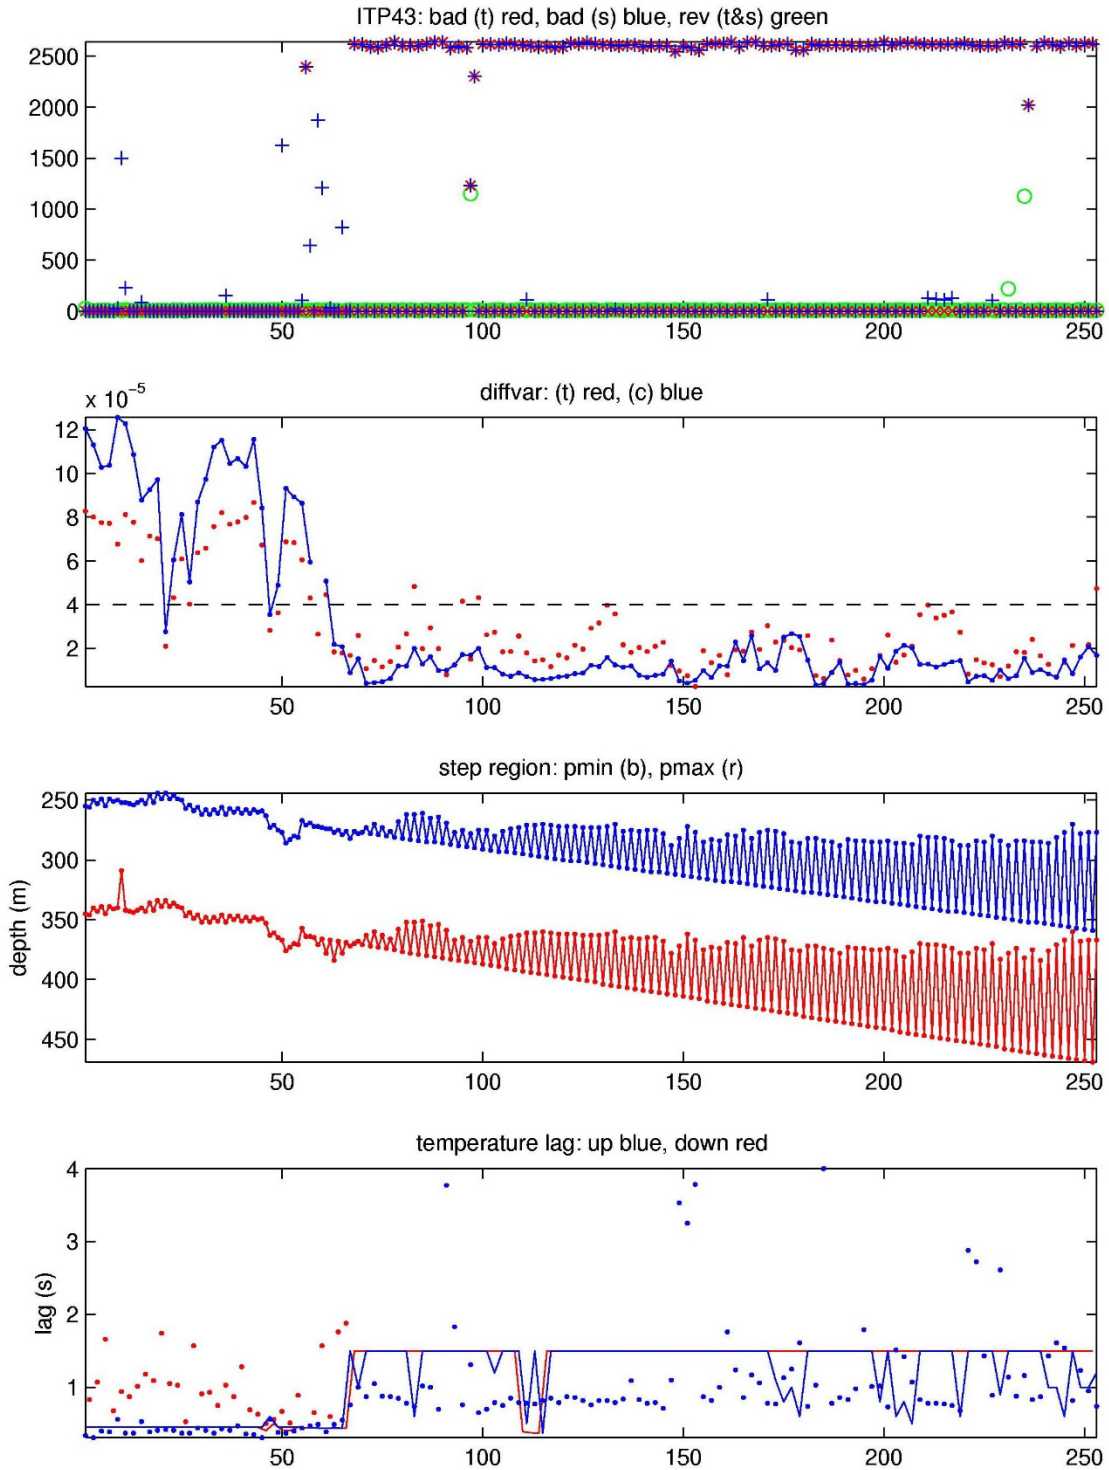 ITP43: bad (t) red, bad (s) blue, rev (t&s) green
2500
2000
1500
1000
500
0
50 100 150 200 250
diffvar: (t) red, (c) blue
x 10⁻⁵
12
10
8
6
4
2
50 100 150 200 250
step region: pmin (b), pmax (r)
depth (m)
250
300
350
400
450
50 100 150 200 250
temperature lag: up blue, down red
lag (s)
4
3
2
1
50 100 150 200 250